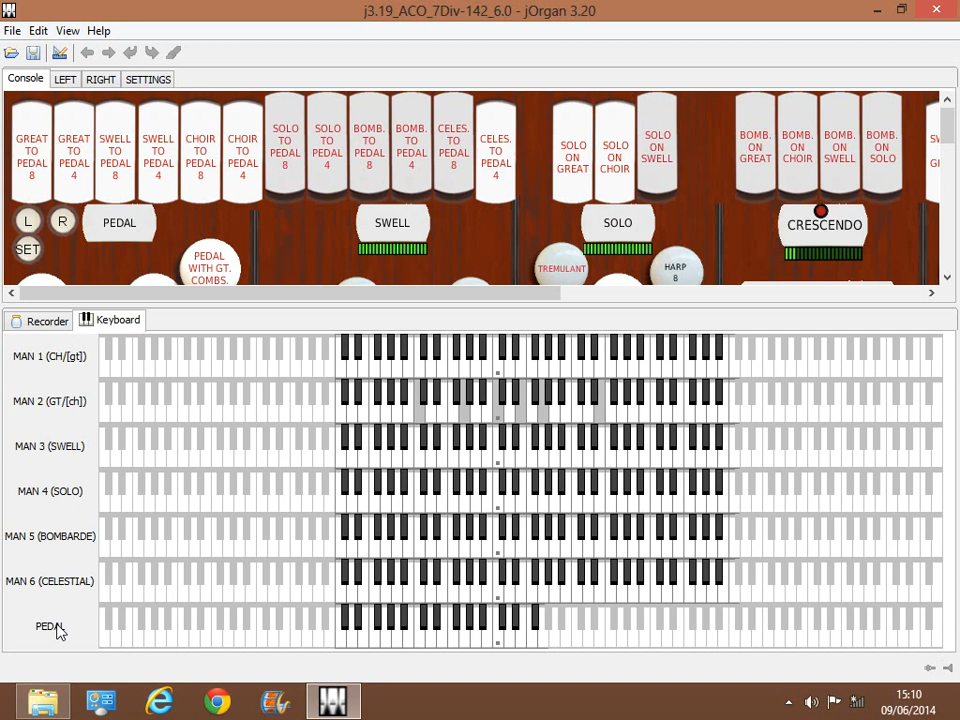 j3.19_ACO_7Div-142_6.0 - jOrgan 3.20
File Edit View Help
Console LEFT RIGHT SETTINGS
GREAT TO PEDAL 8
GREAT TO PEDAL 4
SWELL TO PEDAL 8
SWELL TO PEDAL 4
CHOIR TO PEDAL 8
CHOIR TO PEDAL 4
SOLO TO PEDAL 8
SOLO TO PEDAL 4
BOMB. TO PEDAL 8
BOMB. TO PEDAL 4
CELES. TO PEDAL 8
CELES. TO PEDAL 4
SOLO ON GREAT
SOLO ON CHOIR
SOLO ON SWELL
BOMB. ON GREAT
BOMB. ON CHOIR
BOMB. ON SWELL
BOMB. ON SOLO
L R PEDAL SWELL SOLO CRESCENDO
SET
PEDAL WITH GT. COMBS.
TREMULANT
HARP 8
Recorder Keyboard
MAN 1 (CH/[gt])
MAN 2 (GT/[ch])
MAN 3 (SWELL)
MAN 4 (SOLO)
MAN 5 (BOMBARDE)
MAN 6 (CELESTIAL)
PEDAL
15:10
09/06/2014